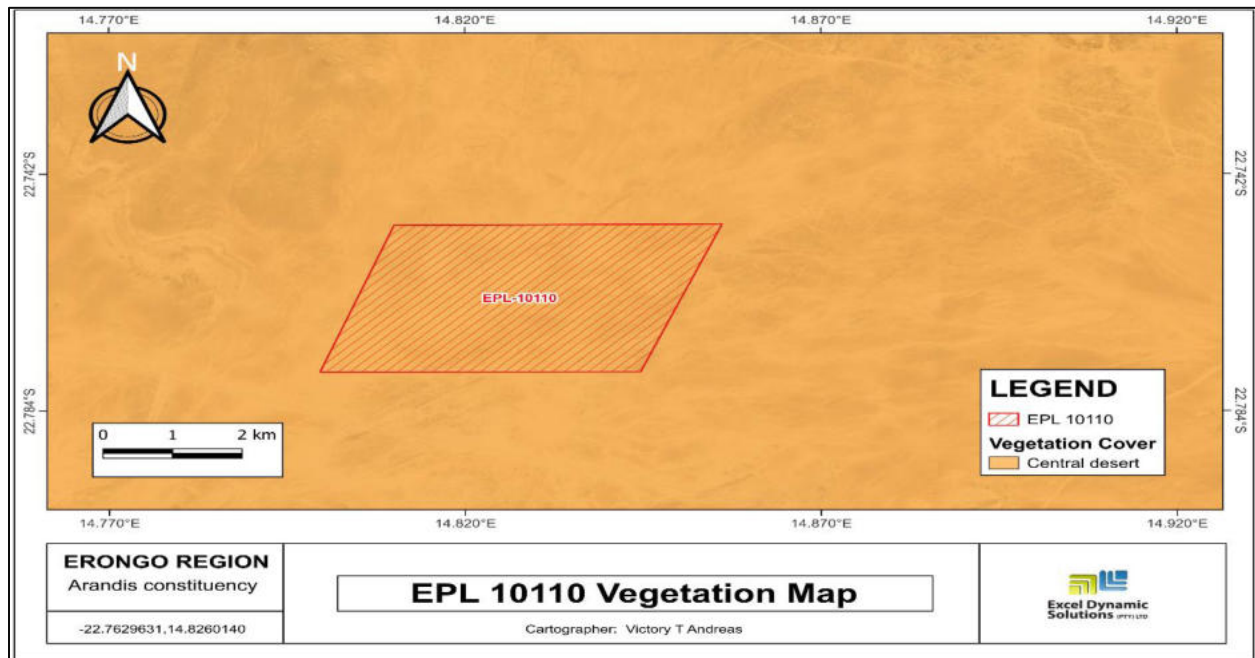 14.770°E 14.820°E 14.870°E 14.920°E
N
22.742°S 22.742°S
EPL-10110
22.784°S 22.784°S
0 1 2 km
LEGEND
EPL 10110
Vegetation Cover
Central desert
14.770°E 14.820°E 14.870°E 14.920°E
ERONGO REGION
Arandis constituency
-22.7629631,14.8260140
EPL 10110 Vegetation Map
Cartographer: Victory T Andreas
Excel Dynamic
Solutions (PTY) LTD